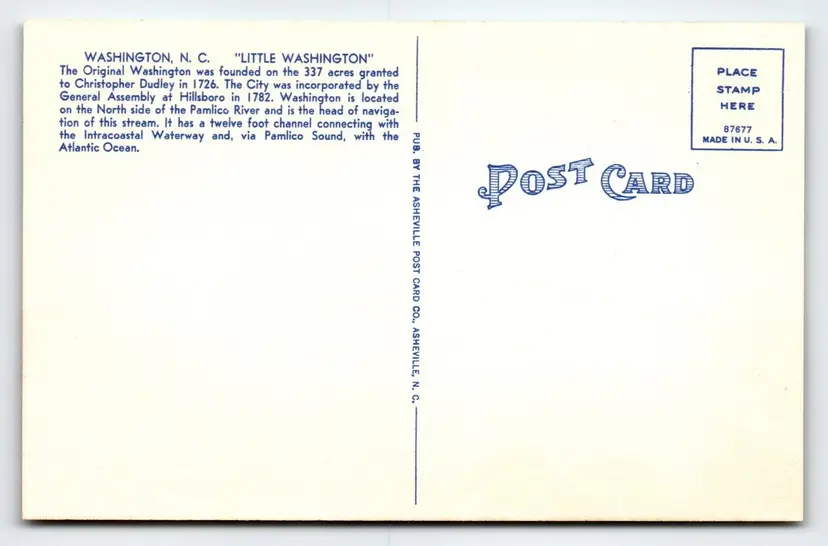 WASHINGTON, N. C. "LITTLE WASHINGTON"
The Original Washington was founded on the 337 acres granted
to Christopher Dudley in 1726. The City was incorporated by the
General Assembly at Hillsboro in 1782. Washington is located
on the North side of the Pamlico River and is the head of naviga-
tion of this stream. It has a twelve foot channel connecting with
the Intracoastal Waterway and, via Pamlico Sound, with the
Atlantic Ocean.
PUB. BY THE ASHEVILLE POST CARD CO., ASHEVILLE, N. C.
POST CARD
PLACE
STAMP
HERE
87677
MADE IN U. S. A.